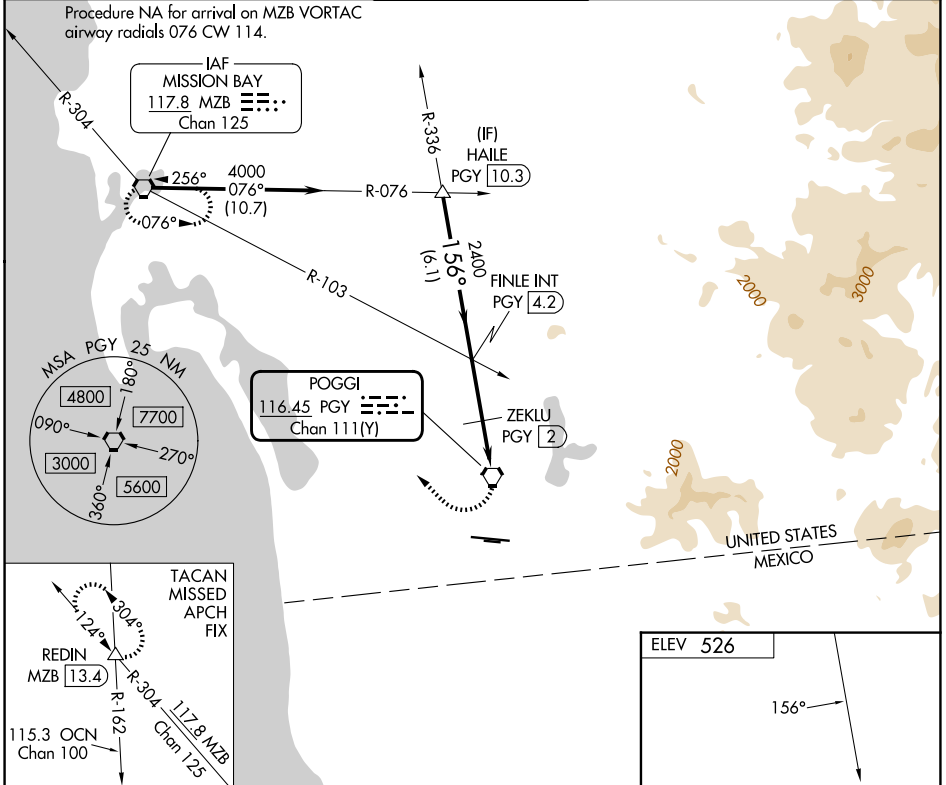 Procedure NA for arrival on MZB VORTAC
airway radials 076 CW 114.
IAF
MISSION BAY
117.8 MZB
Chan 125
R-304
256°
4000
076°
(10.7)
R-076
076°
R-336
(IF)
HAILE
PGY 10.3
2400
156°
(6.1)
R-103
FINLE INT
PGY 4.2
2000
3000
MSA PGY 25 NM
180°
4800
7700
090°
270°
3000
5600
360°
POGGI
116.45 PGY
Chan 111(Y)
ZEKLU
PGY 2
2000
UNITED STATES
MEXICO
TACAN
MISSED
APCH
FIX
304°
124°
REDIN
MZB 13.4
R-304
R-162
117.8 MZB
Chan 125
115.3 OCN
Chan 100
ELEV 526
156°